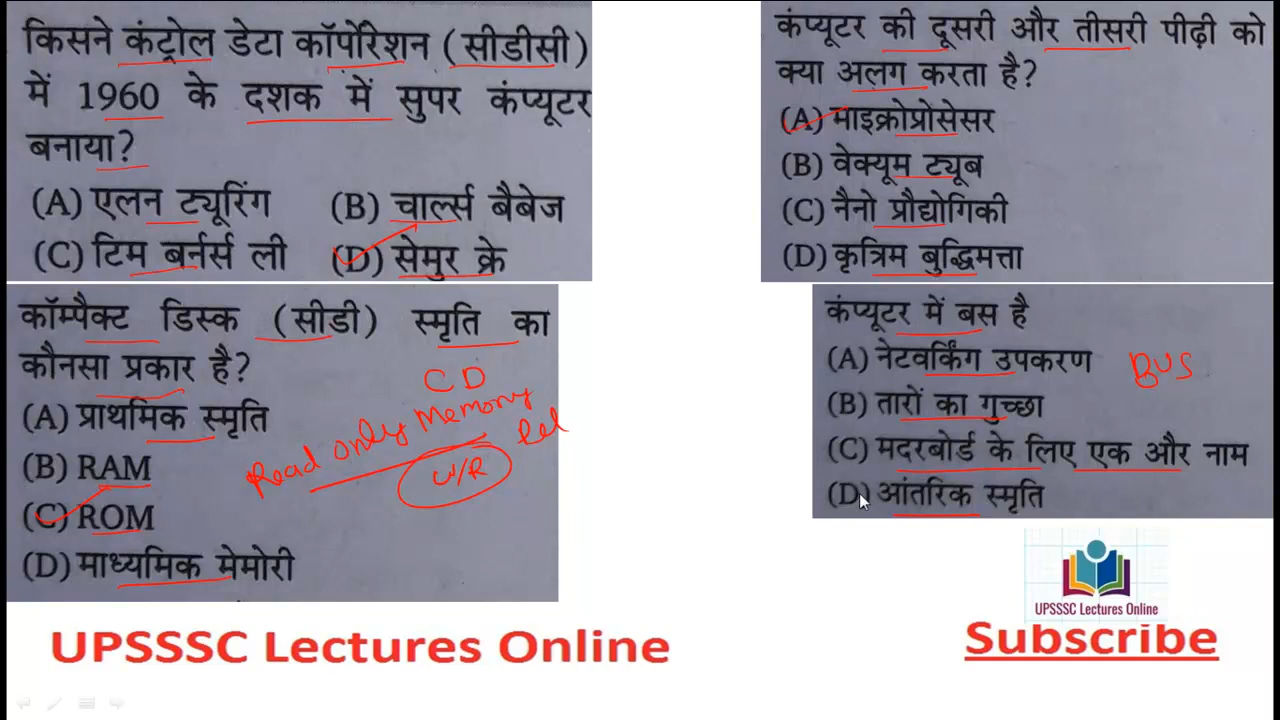 किसने कंट्रोल डेटा कॉर्पोरेशन (सीडीसी)
में 1960 के दशक में सुपर कंप्यूटर
बनाया?
(A) एलन ट्यूरिंग (B) चार्ल्स बैबेज
(C) टिम बर्नर्स ली (D) सेमुर क्रे
कॉम्पैक्ट डिस्क (सीडी) स्मृति का
कौनसा प्रकार है?
(A) प्राथमिक स्मृति
(B) RAM
(C) ROM
(D) माध्यमिक मेमोरी
CD
Read only Memory
W/R
कंप्यूटर की दूसरी और तीसरी पीढ़ी को
क्या अलग करता है?
(A) माइक्रोप्रोसेसर
(B) वेक्यूम ट्यूब
(C) नैनो प्रौद्योगिकी
(D) कृत्रिम बुद्धिमत्ता
कंप्यूटर में बस है
(A) नेटवर्किंग उपकरण
(B) तारों का गुच्छा
(C) मदरबोर्ड के लिए एक और नाम
(D) आंतरिक स्मृति
BUS
UPSSSC Lectures Online
UPSSSC Lectures Online
Subscribe